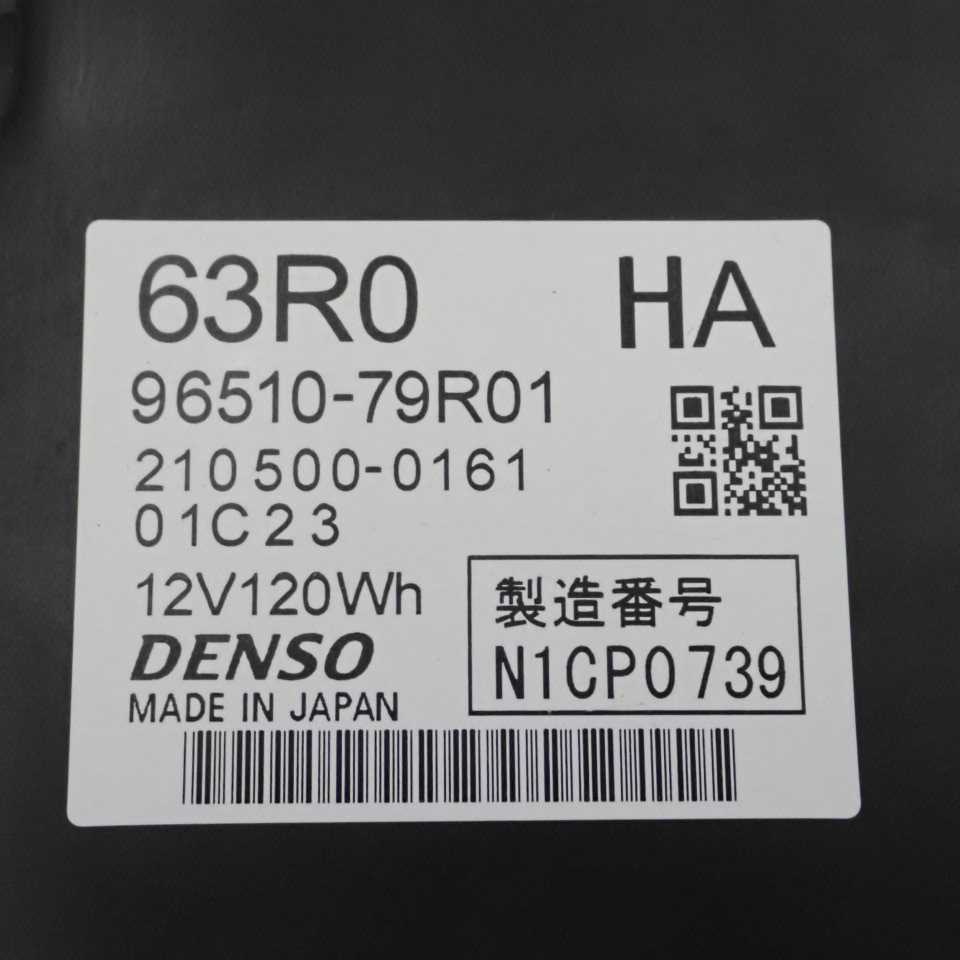 63R0 HA
96510-79R01
210500-0161
01C23
12V120Wh
DENSO
MADE IN JAPAN
製造番号
N1CP0739